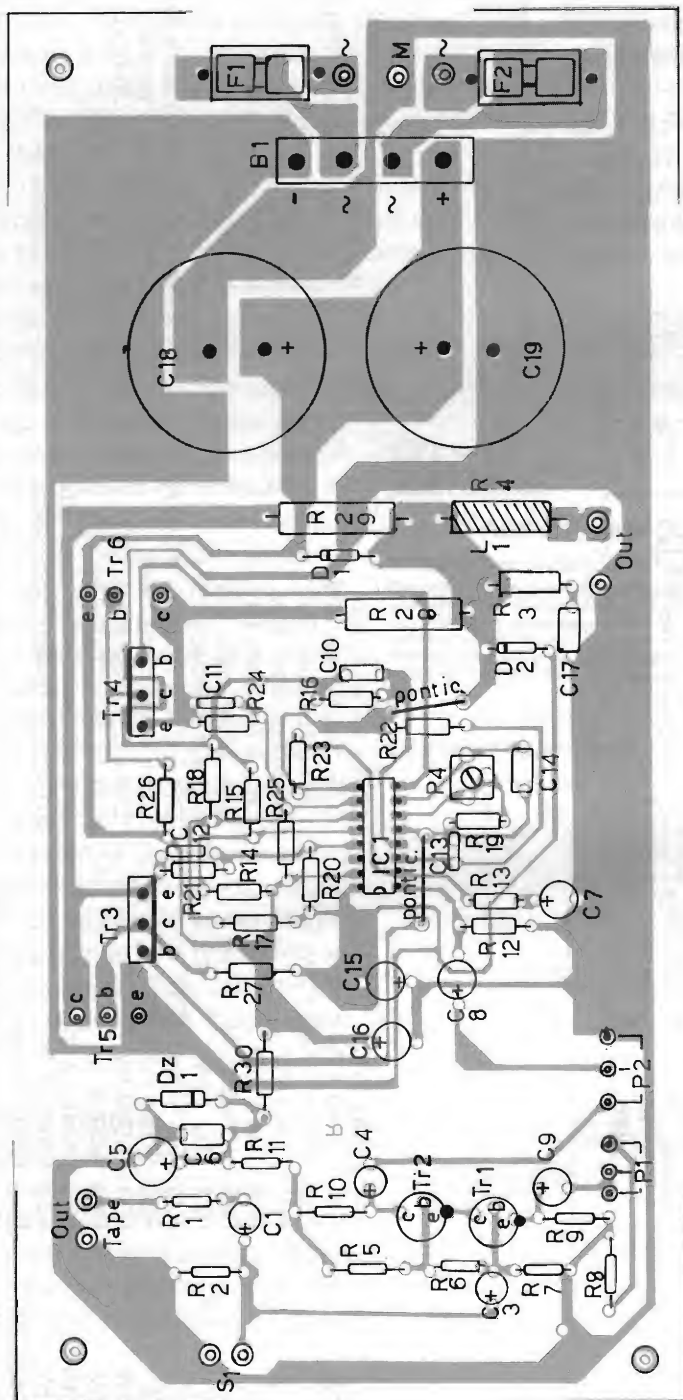 F1
~
M
~
F2
B1
-
~
~
+
C18
+
+
C19
R29
R4
L1
D1
Out
e
b
c
Tr6
R28
R3
D2
C17
Tr4
b
c
e
C11
R24
C10
R16
pontic
R22
R26
R18
R15
R25
R23
P4
C14
C12
R21
R14
R20
IC1
C13
R19
pontic
R13
R12
C7
+
Tr3
e
c
b
R17
R27
C15
+
C16
+
C8
+
c
b
e
Tr5
R30
Dz1
C5
+
C6
R11
R
P2
P1
C4
+
C9
+
Tr2
c
b
e
Tr1
c
b
e
R10
R9
Out
Tape
R1
C1
+
R2
R5
R6
C3
+
R7
R8
S1